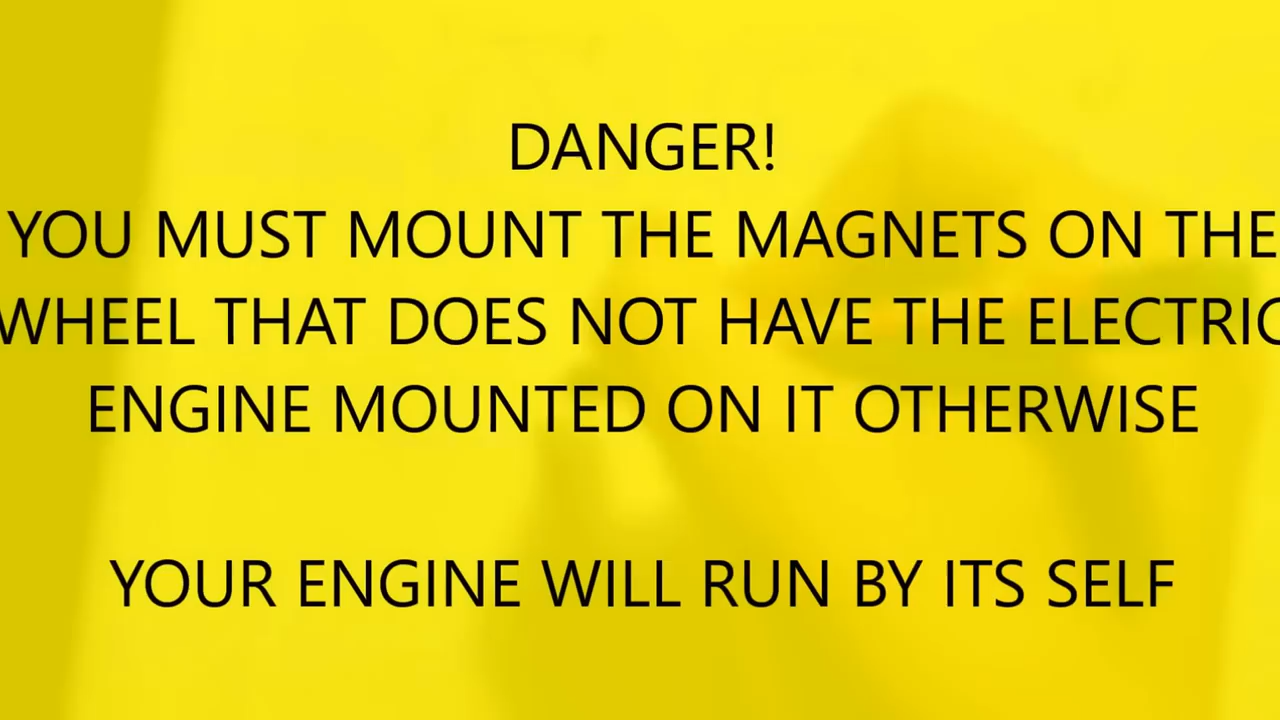 DANGER!
YOU MUST MOUNT THE MAGNETS ON THE
WHEEL THAT DOES NOT HAVE THE ELECTRIC
ENGINE MOUNTED ON IT OTHERWISE
YOUR ENGINE WILL RUN BY ITS SELF